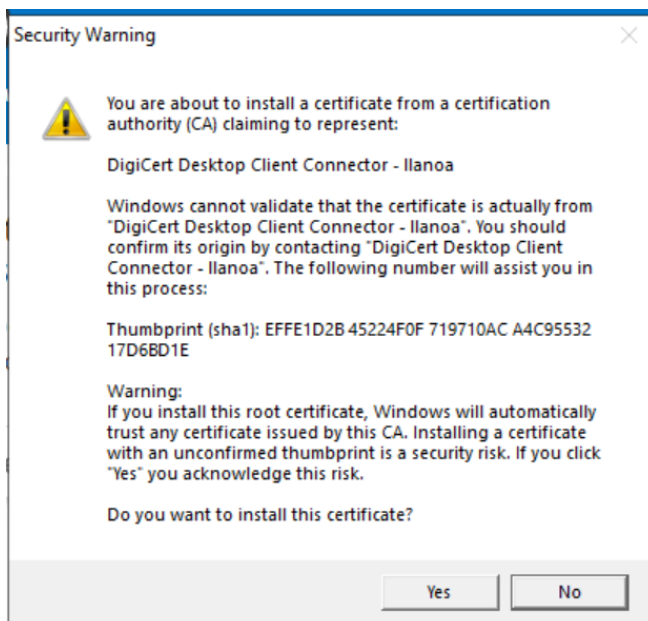 Security Warning
You are about to install a certificate from a certification
authority (CA) claiming to represent:
DigiCert Desktop Client Connector - llanoa
Windows cannot validate that the certificate is actually from
"DigiCert Desktop Client Connector - llanoa". You should
confirm its origin by contacting "DigiCert Desktop Client
Connector - llanoa". The following number will assist you in
this process:
Thumbprint (sha1): EFFE1D2B 45224F0F 719710AC A4C95532
17D6BD1E
Warning:
If you install this root certificate, Windows will automatically
trust any certificate issued by this CA. Installing a certificate
with an unconfirmed thumbprint is a security risk. If you click
"Yes" you acknowledge this risk.
Do you want to install this certificate?
Yes
No